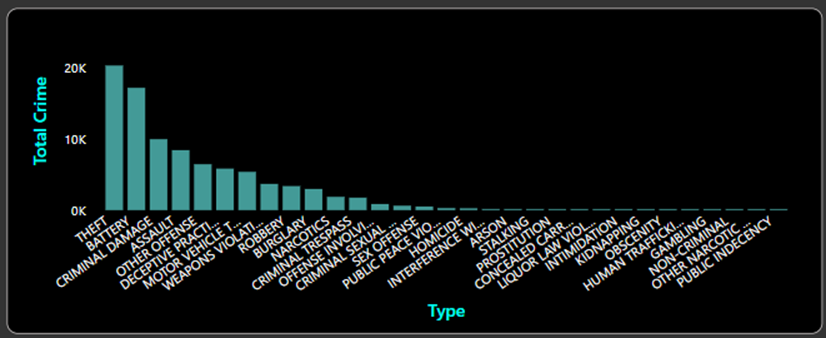 Total Crime
20K
10K
0K
THEFT
BATTERY
CRIMINAL DAMAGE
ASSAULT
OTHER OFFENSE
DECEPTIVE PRACTI...
MOTOR VEHICLE T...
WEAPONS VIOLATI...
ROBBERY
BURGLARY
NARCOTICS
CRIMINAL TRESPASS
OFFENSE INVOLVI...
CRIMINAL SEXUAL ...
SEX OFFENSE
PUBLIC PEACE VIO...
HOMICIDE
INTERFERENCE WI...
ARSON
STALKING
PROSTITUTION
CONCEALED CARR...
LIQUOR LAW VIOL...
INTIMIDATION
KIDNAPPING
OBSCENITY
HUMAN TRAFFICKI...
GAMBLING
NON-CRIMINAL
OTHER NARCOTIC ...
PUBLIC INDECENCY
Type